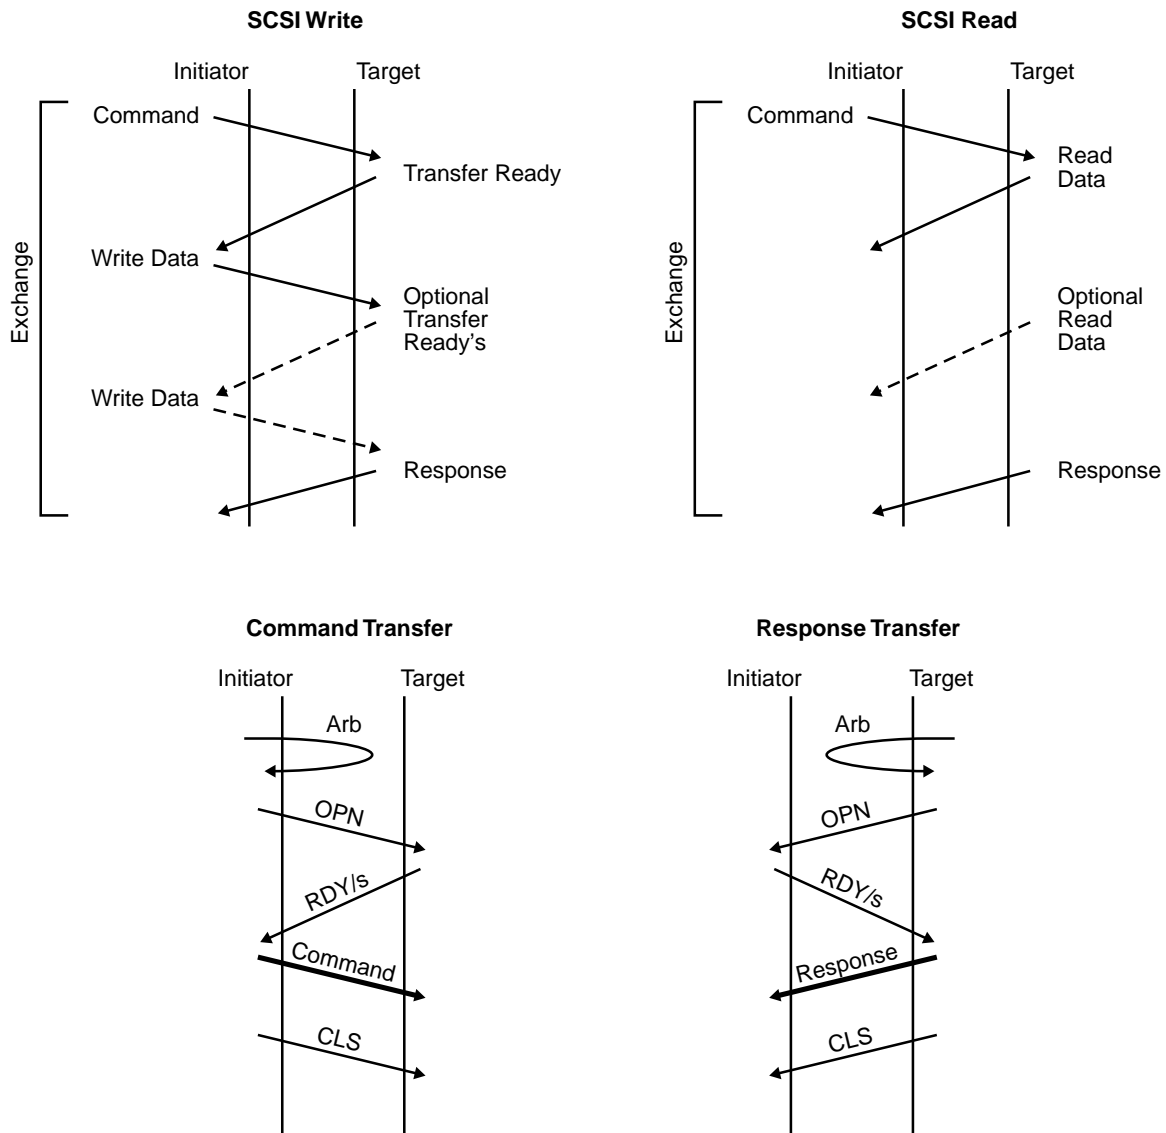 SCSI Write
Initiator
Target
Exchange
Command
Transfer Ready
Write Data
Optional
Transfer
Ready's
Write Data
Response
SCSI Read
Initiator
Target
Exchange
Command
Read
Data
Optional
Read
Data
Response
Command Transfer
Initiator
Target
Arb
OPN
RDY/s
Command
CLS
Response Transfer
Initiator
Target
Arb
OPN
RDY/s
Response
CLS